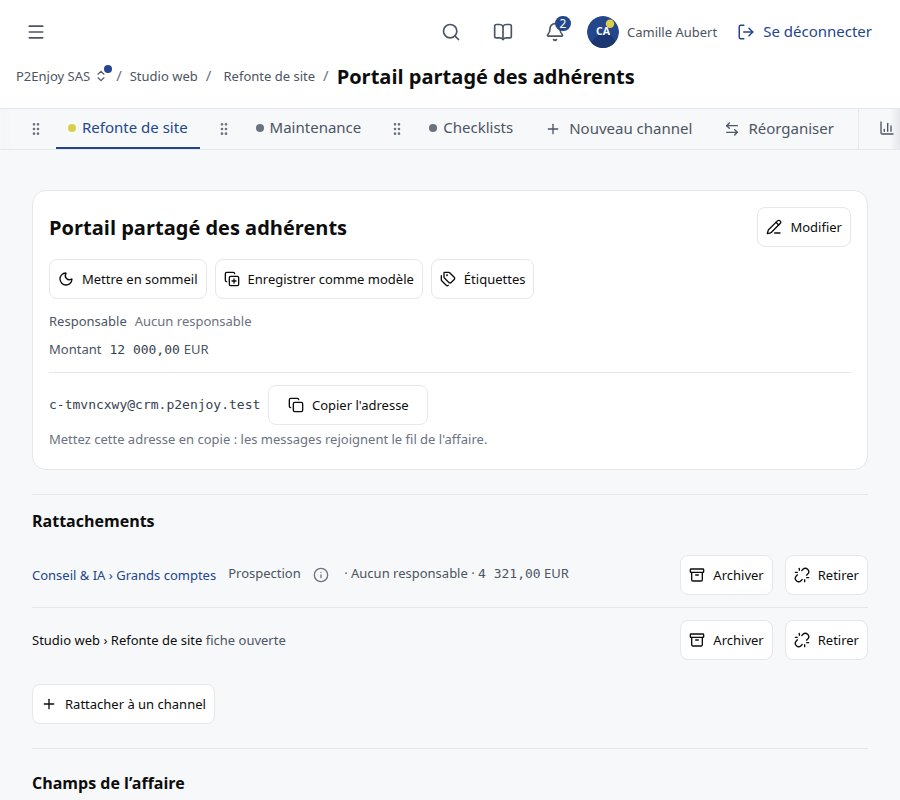 2
CA
Camille Aubert
Se déconnecter
P2Enjoy SAS / Studio web / Refonte de site / Portail partagé des adhérents
Refonte de site
Maintenance
Checklists
Nouveau channel
Réorganiser
Portail partagé des adhérents
Modifier
Mettre en sommeil
Enregistrer comme modèle
Étiquettes
Responsable Aucun responsable
Montant 12 000,00 EUR
c-tmvncxwy@crm.p2enjoy.test
Copier l'adresse
Mettez cette adresse en copie : les messages rejoignent le fil de l'affaire.
Rattachements
Conseil & IA › Grands comptes Prospection · Aucun responsable · 4 321,00 EUR
Archiver
Retirer
Studio web › Refonte de site fiche ouverte
Archiver
Retirer
Rattacher à un channel
Champs de l’affaire